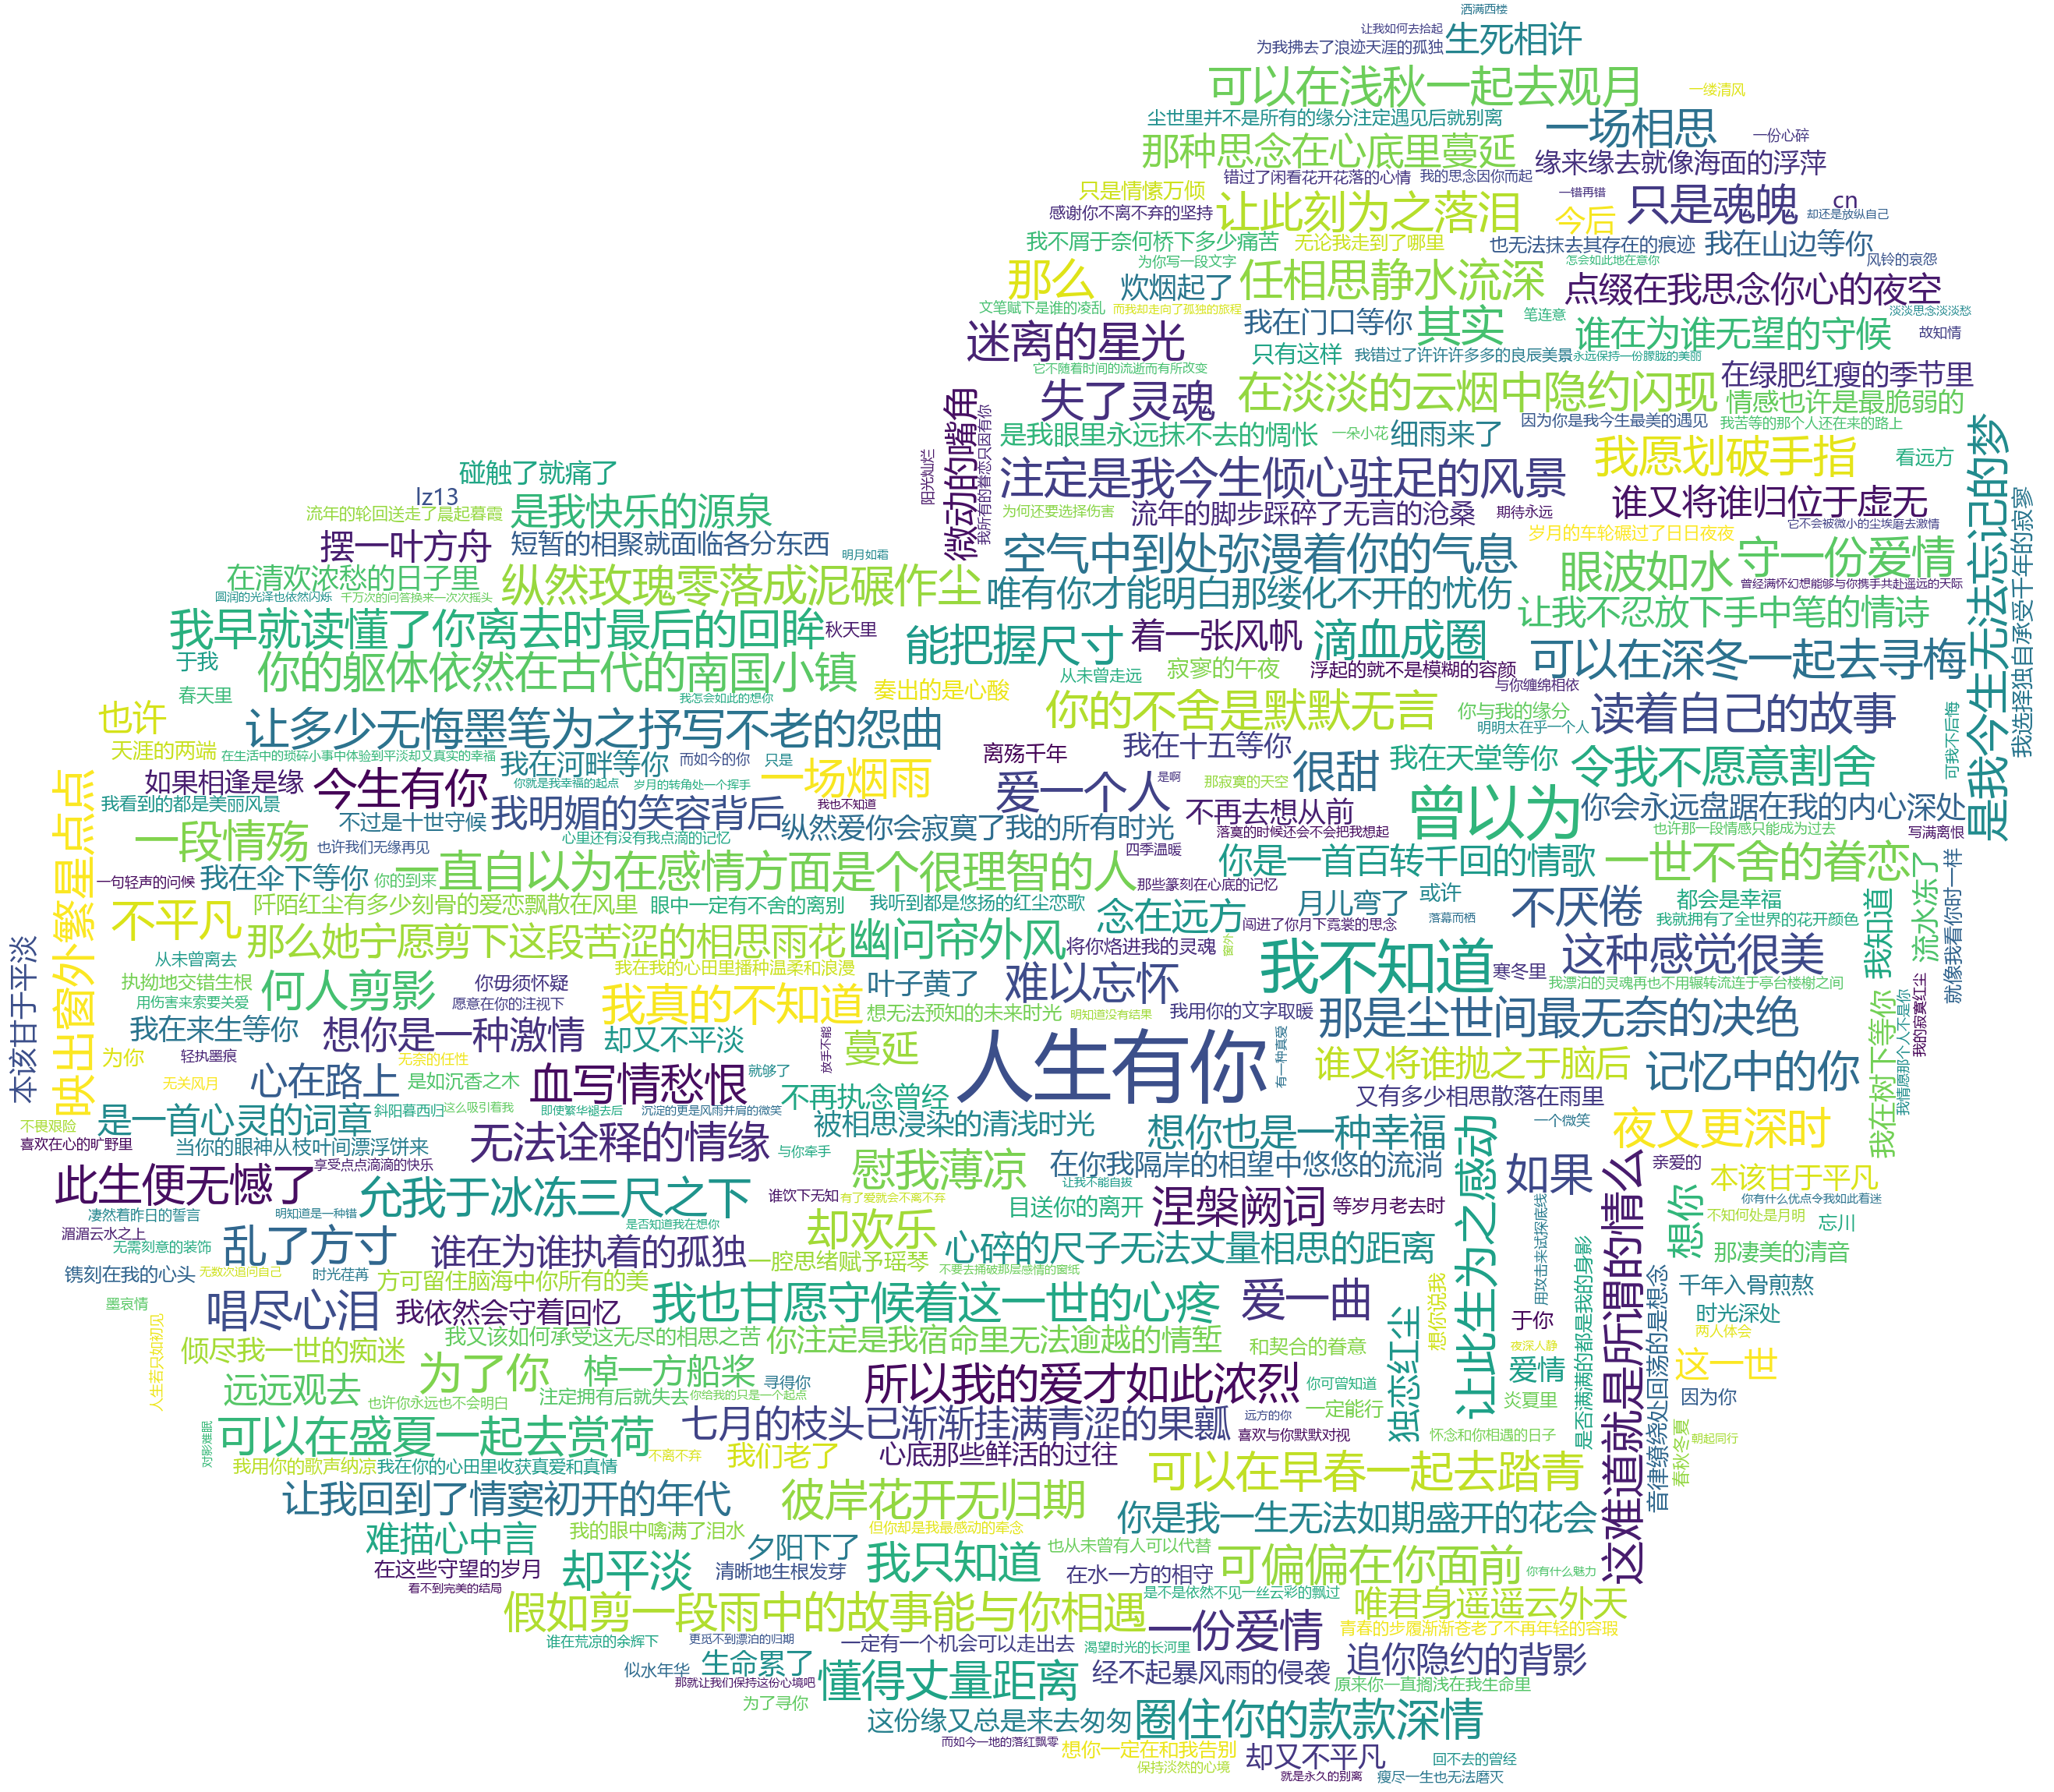 洒满西楼
让我如何去拾起
为我拂去了浪迹天涯的孤独
生死相许
可以在浅秋一起去观月
一缕清风
尘世里并不是所有的缘分注定遇见后就别离
一场相思
一份心碎
那种思念在心底里蔓延
缘来缘去就像海面的浮萍
错过了闲看花开花落的心情
我的思念因你而起
只是情愫万倾
一错再错
只是魂魄
cn
感谢你不离不弃的坚持
让此刻为之落泪
今后
却还是放纵自己
我不屑于奈何桥下多少痛苦
无论我走到了哪里
也无法抹去其存在的痕迹
我在山边等你
为你写一段文字
怎会如此地在意你
风铃的哀怨
那么
炊烟起了
任相思静水流深
点缀在我思念你心的夜空
文笔赋下是谁的凌乱
而我却走向了孤独的旅程
我在门口等你
其实
笔连意
淡淡思念淡淡愁
谁在为谁无望的守候
故知情
迷离的星光
只有这样
我错过了许许许多多的良辰美景
永远保持一份朦胧的美丽
它不随着时间的流逝而有所改变
失了灵魂
在淡淡的云烟中隐约闪现
在绿肥红瘦的季节里
情感也许是最脆弱的
微动的嘴角
我所有的眷恋只因有你
因为你是我今生最美的遇见
我苦等的那个人还在来的路上
是我眼里永远抹不去的惆怅
一朵小花
细雨来了
我愿划破手指
看远方
是我今生无法忘记的梦
阳光灿烂
碰触了就痛了
注定是我今生倾心驻足的风景
lz13
谁又将谁归位于虚无
我选择独自承受千年的寂寥
流年的轮回送走了晨起暮霞
是我快乐的源泉
为何还要选择伤害
流年的脚步踩碎了无言的沧桑
期待永远
它不会被微小的尘埃磨去激情
摆一叶方舟
短暂的相聚就面临各分东西
明月如霜
空气中到处弥漫着你的气息
岁月的车轮碾过了日日夜夜
眼波如水
守一份爱情
在清欢浓愁的日子里
纵然玫瑰零落成泥碾作尘
唯有你才能明白那缕化不开的忧伤
曾经满怀幻想能够与你携手共赴遥远的天际
圆润的光泽也依然闪烁
千万次的问答换来一次次摇头
让我不忍放下手中笔的情诗
我早就读懂了你离去时最后的回眸
秋天里
能把握尺寸
着一张风帆
滴血成圈
可以在深冬一起去寻梅
于我
你的躯体依然在古代的南国小镇
从未曾走远
寂寥的午夜
浮起的就不是模糊的容颜
春天里
我怎会如此的想你
奏出的是心酸
与你缠绵相依
也许
让多少无悔墨笔为之抒写不老的怨曲
你的不舍是默默无言
你与我的缘分
读着自己的故事
明明太在乎一个人
可我不后悔
天涯的两端
在生活中的琐碎小事中体验到平淡却又真实的幸福
我在河畔等你
而如今的你
只是
一场烟雨
离殇千年
我在十五等你
很甜
我在天堂等你
令我不愿意割舍
如果相逢是缘
今生有你
你就是我幸福的起点
岁月的转角处一个挥手
爱一个人
是啊
那寂寞的天空
映出窗外繁星点点
我看到的都是美丽风景
不过是十世守候
我明媚的笑容背后
我也不知道
不再去想从前
曾以为
你会永远盘踞在我的内心深处
一段情殇
心里还有没有我点滴的记忆
纵然爱你会寂寞了我的所有时光
落寞的时候还会不会把我想起
也许那一段情感只能成为过去
写满离恨
也许我们无缘再见
四季温暖
一句轻声的问候
我在伞下等你
你的到来
一直自以为在感情方面是个很理智的人
那些篆刻在心底的记忆
你是一首百转千回的情歌
一世不舍的眷恋
流水冻了
就像我看你时一样
不平凡
阡陌红尘有多少刻骨的爱恋飘散在风里
眼中一定有不舍的离别
我听到都是悠扬的红尘恋歌
念在远方
月儿弯了
或许
不厌倦
都会是幸福
我知道
闯进了你月下霓裳的思念
落幕而栖
我就拥有了全世界的花开颜色
本该甘于平淡
那么她宁愿剪下这段苦涩的相思雨花
幽问帘外风
将你烙进我的灵魂
窗外
我不知道
这种感觉很美
从未曾离去
执拗地交错生根
何人剪影
你毋须怀疑
我在我的心田里播种温柔和浪漫
叶子黄了
难以忘怀
寒冬里
我漂泊的灵魂再也不用辗转流连于亭台楼榭之间
我的寂寞红尘
用伤害来索要关爱
愿意在你的注视下
我真的不知道
想无法预知的未来时光
明知道没有结果
我用你的文字取暖
那是尘世间最无奈的决绝
我在树下等你
我情愿那个人不是你
我在来生等你
想你是一种激情
却又不平淡
放手不能
蔓延
人生有你
有一种真爱
为你
轻执墨痕
无奈的任性
谁又将谁抛之于脑后
记忆中的你
无关风月
心在路上
是如沉香之木
血写情愁恨
就够了
不再执念曾经
又有多少相思散落在雨里
不畏艰险
是一首心灵的词章
斜阳暮西归
这么吸引着我
即使繁华褪去后
沉淀的更是风雨并肩的微笑
被相思浸染的清浅时光
想你也是一种幸福
让此生为之感动
一个微笑
夜又更深时
喜欢在心的旷野里
当你的眼神从枝叶间漂浮饼来
无法诠释的情缘
与你牵手
慰我薄凉
在你我隔岸的相望中悠悠的流淌
如果
这难道就是所谓的情么
亲爱的
本该甘于平凡
此生便无憾了
享受点点滴滴的快乐
允我于冰冻三尺之下
谁饮下无知
有了爱就会不离不弃
让我不能自拔
目送你的离开
涅槃阙词
等岁月老去时
想你
你有什么优点令我如此着迷
凄然着昨日的誓言
明知道是一种错
是否知道我在想你
却欢乐
用攻击来试探底线
不知何处是月明
忘川
湄湄云水之上
无需刻意的装饰
乱了方寸
谁在为谁执着的孤独
一腔思绪赋予瑶琴
心碎的尺子无法丈量相思的距离
那凄美的清音
镌刻在我的心头
无数次追问自己
时光荏苒
方可留住脑海中你所有的美
不要去捅破那层感情的窗纸
是否满满的都是我的身影
音律缭绕处回荡的是想念
千年入骨煎熬
墨哀情
唱尽心泪
我依然会守着回忆
我也甘愿守候着这一世的心疼
爱一曲
独恋红尘
想你说我
于你
时光深处
人生若只如初见
倾尽我一世的痴迷
我又该如何承受这无尽的相思之苦
你注定是我宿命里无法逾越的情堑
和契合的眷意
夜深人静
两人体会
远远观去
为了你
棹一方船桨
寻得你
所以我的爱才如此浓烈
你可曾知道
爱情
这一世
也许你永远也不会明白
注定拥有后就失去
你给我的只是一个起点
一定能行
炎夏里
因为你
对影难眠
可以在盛夏一起去赏荷
七月的枝头已渐渐挂满青涩的果瓤
远方的你
喜欢与你默默对视
怀念和你相遇的日子
春秋冬夏
朝起同行
我用你的歌声纳凉
我在你的心田里收获真爱和真情
不离不弃
我们老了
心底那些鲜活的过往
可以在早春一起去踏青
让我回到了情窦初开的年代
彼岸花开无归期
你是我一生无法如期盛开的花会
难描心中言
我的眼中噙满了泪水
但你却是我最感动的牵念
夕阳下了
也从未曾有人可以代替
在这些守望的岁月
却平淡
清晰地生根发芽
我只知道
在水一方的相守
可偏偏在你面前
你有什么魅力
看不到完美的结局
是不是依然不见一丝云彩的飘过
假如剪一段雨中的故事能与你相遇
唯君身遥遥云外天
一份爱情
青春的步履渐渐苍老了不再年轻的容瑕
谁在荒凉的余辉下
更觅不到漂泊的归期
一定有一个机会可以走出去
渴望时光的长河里
追你隐约的背影
似水年华
生命累了
那就让我们保持这份心境吧
懂得丈量距离
经不起暴风雨的侵袭
原来你一直搁浅在我生命里
为了寻你
这份缘又总是来去匆匆
圈住你的款款深情
而如今一地的落红飘零
想你一定在和我告别
却又不平凡
回不去的曾经
保持淡然的心境
就是永久的别离
瘦尽一生也无法磨灭